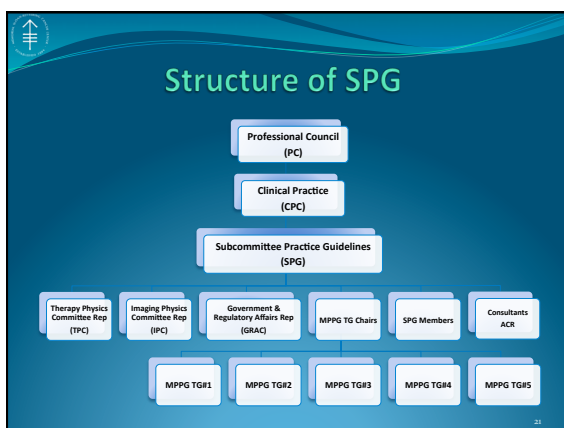 Structure of SPG
Professional Council
(PC)
Clinical Practice
(CPC)
Subcommittee Practice Guidelines
(SPG)
Therapy Physics
Committee Rep
(TPC)
Imaging Physics
Committee Rep
(IPC)
Government &
Regulatory Affairs Rep
(GRAC)
MPPG TG Chairs
SPG Members
Consultants
ACR
MPPG TG#1
MPPG TG#2
MPPG TG#3
MPPG TG#4
MPPG TG#5
21